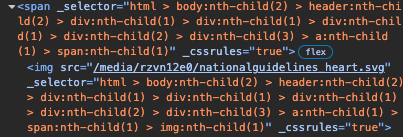 ▼<span _selector="html > body:nth-child(2) > header:nth-ch
ild(2) > div:nth-child(1) > div:nth-child(1) > div:nth-chi
ld(1) > div:nth-child(2) > div:nth-child(3) > a:nth-child
(1) > span:nth-child(1)" _cssrules="true"> flex
<img src="/media/rzvn12e0/nationalguidelines_heart.svg"
_selector="html > body:nth-child(2) > header:nth-child(2)
> div:nth-child(1) > div:nth-child(1) > div:nth-child(1)
> div:nth-child(2) > div:nth-child(3) > a:nth-child(1) >
span:nth-child(1) > img:nth-child(1)" _cssrules="true">